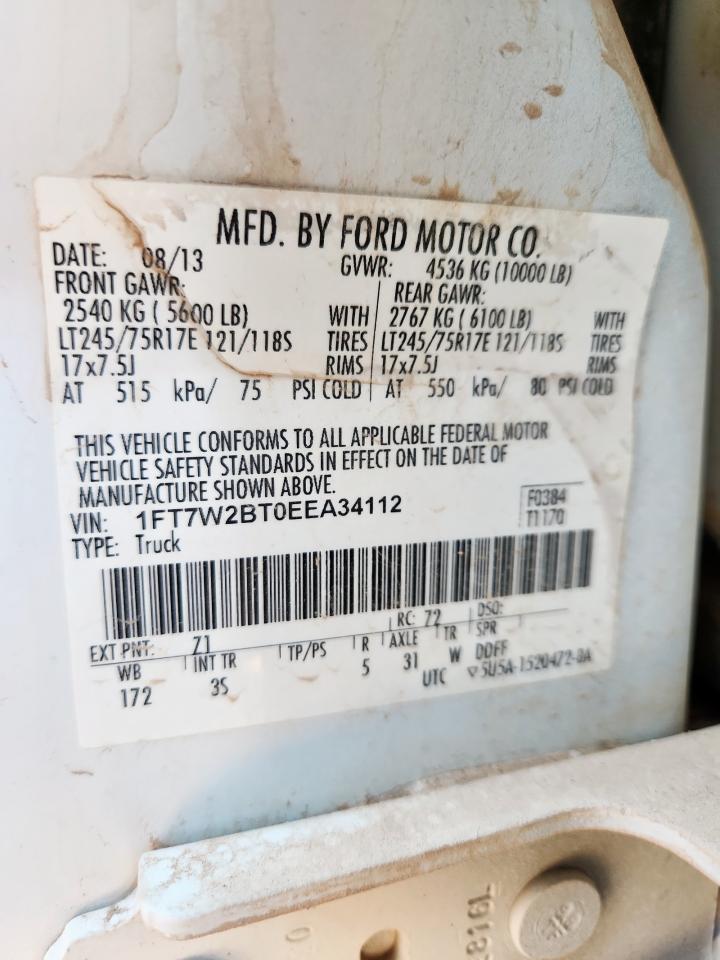 MFD. BY FORD MOTOR CO.
DATE: 08/13 GVWR: 4536 KG (10000 LB)
FRONT GAWR: REAR GAWR:
2540 KG ( 5600 LB) WITH 2767 KG ( 6100 LB) WITH
LT245/75R17E 121/118S TIRES LT245/75R17E 121/118S TIRES
17x7.5J RIMS 17x7.5J RIMS
AT 515 kPa/ 75 PSI COLD AT 550 kPa/ 80 PSI COLD
THIS VEHICLE CONFORMS TO ALL APPLICABLE FEDERAL MOTOR
VEHICLE SAFETY STANDARDS IN EFFECT ON THE DATE OF
MANUFACTURE SHOWN ABOVE.
VIN: 1FT7W2BT0EEA34112 F0384
TYPE: Truck T1170
EXT PNT: Z1 RC: 72 DSO:
WB INT TR TP/PS R AXLE TR SPR
172 3S 5 31 W DDFF
UTC ▽5U5A-1520472-8A